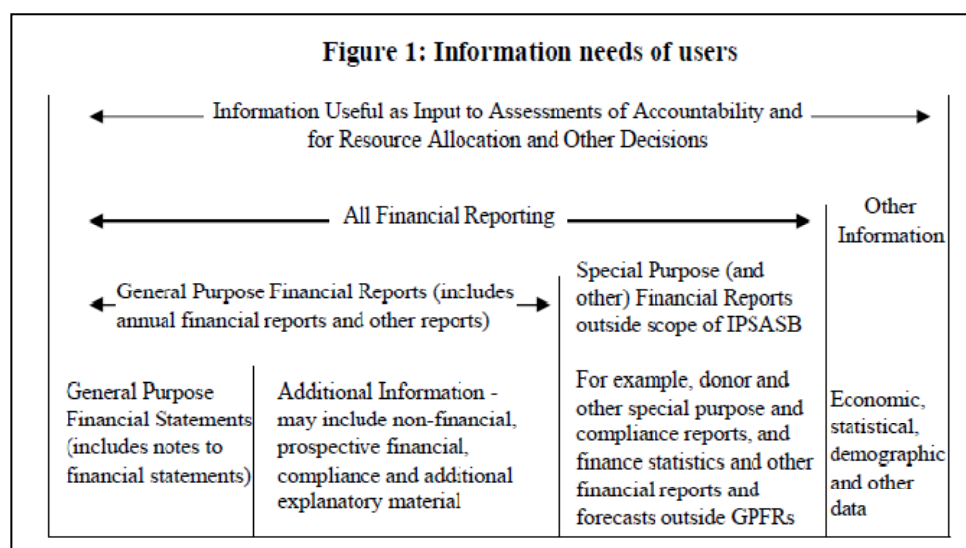 Figure 1: Information needs of users
Information Useful as Input to Assessments of Accountability and
for Resource Allocation and Other Decisions
All Financial Reporting
Other
Information
General Purpose Financial Reports (includes
annual financial reports and other reports)
Special Purpose (and
other) Financial Reports
outside scope of IPSASB
General Purpose
Financial Statements
(includes notes to
financial statements)
Additional Information -
may include non-financial,
prospective financial,
compliance and additional
explanatory material
For example, donor and
other special purpose and
compliance reports, and
finance statistics and other
financial reports and
forecasts outside GPFRs
Economic,
statistical,
demographic
and other
data